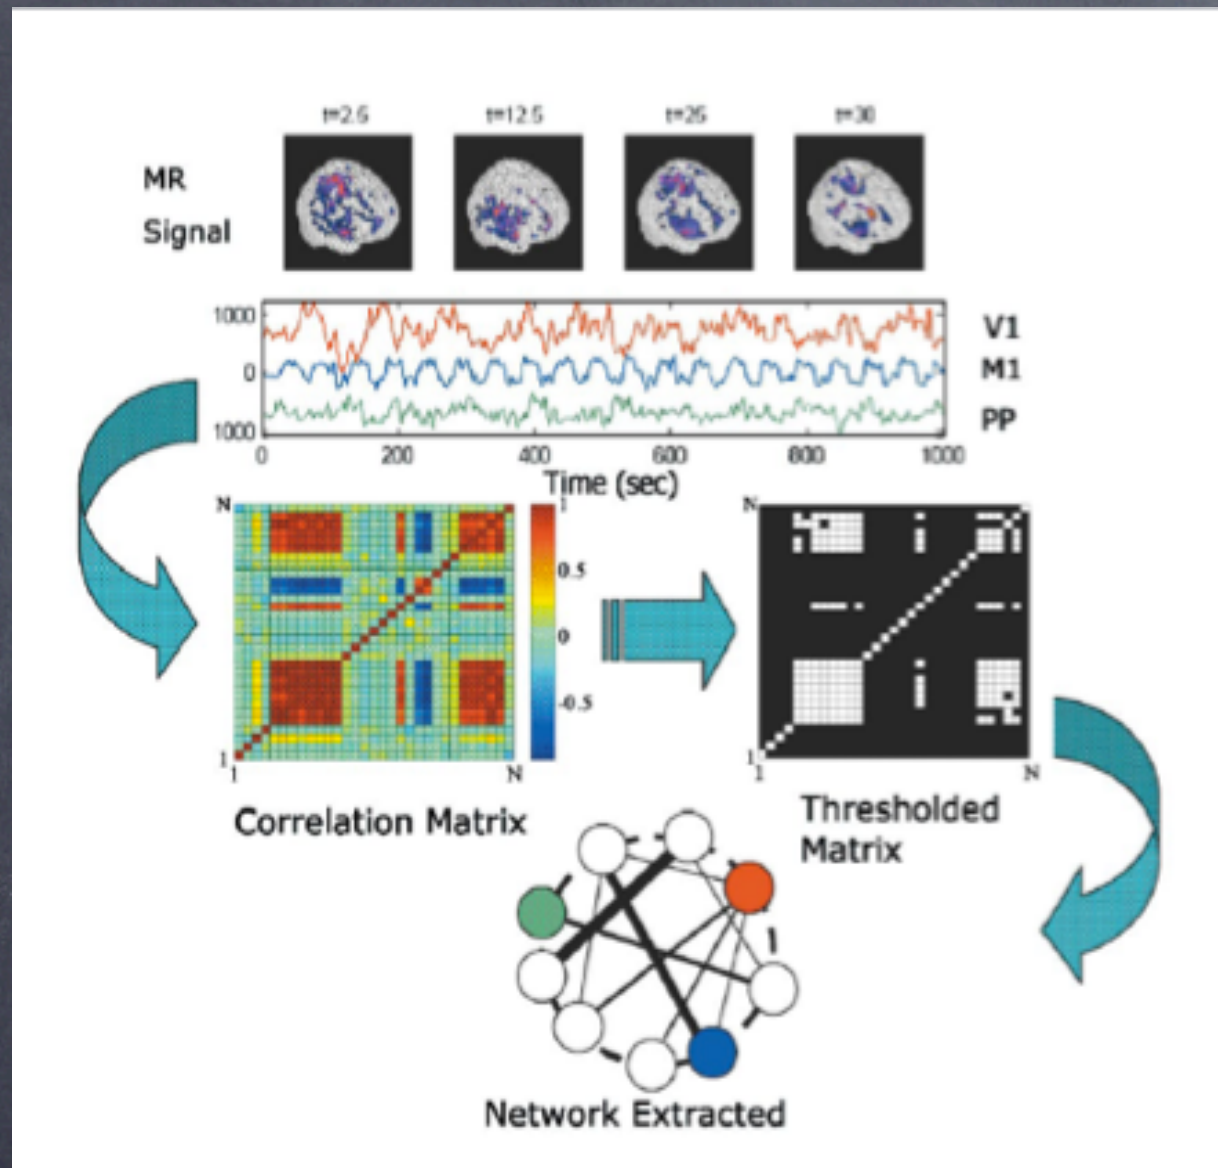 t=2.5 t=12.5 t=25 t=30
MR
Signal
1000
0
1000
V1
M1
PP
0 200 400 600 800 1000
Time (sec)
N
1
0.5
0
-0.5
1
1 N
N
1
1 N
Correlation Matrix
Thresholded
Matrix
Network Extracted